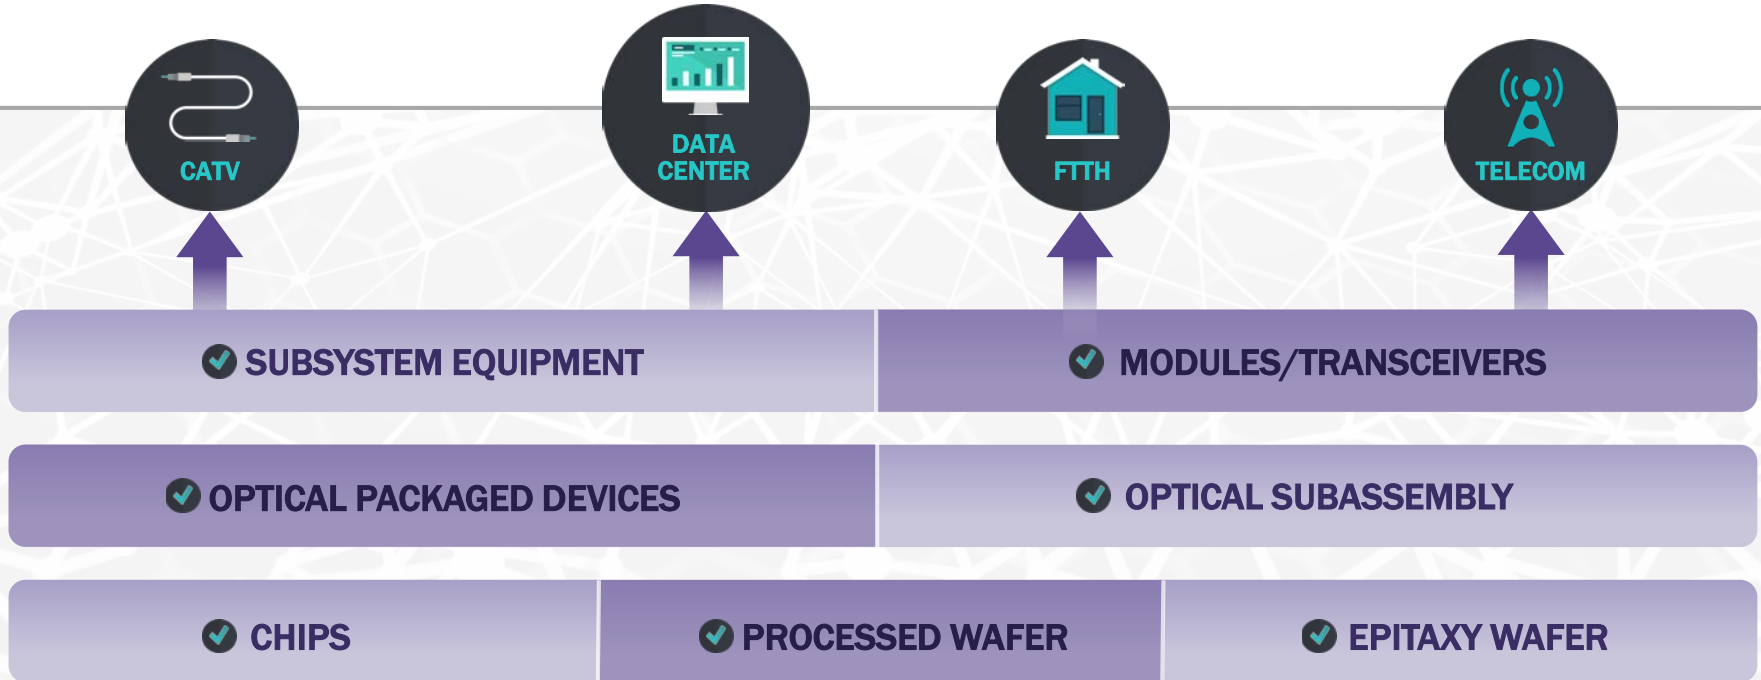 CATV
DATA
CENTER
FTTH
TELECOM
SUBSYSTEM EQUIPMENT
MODULES/TRANSCEIVERS
OPTICAL PACKAGED DEVICES
OPTICAL SUBASSEMBLY
CHIPS
PROCESSED WAFER
EPITAXY WAFER